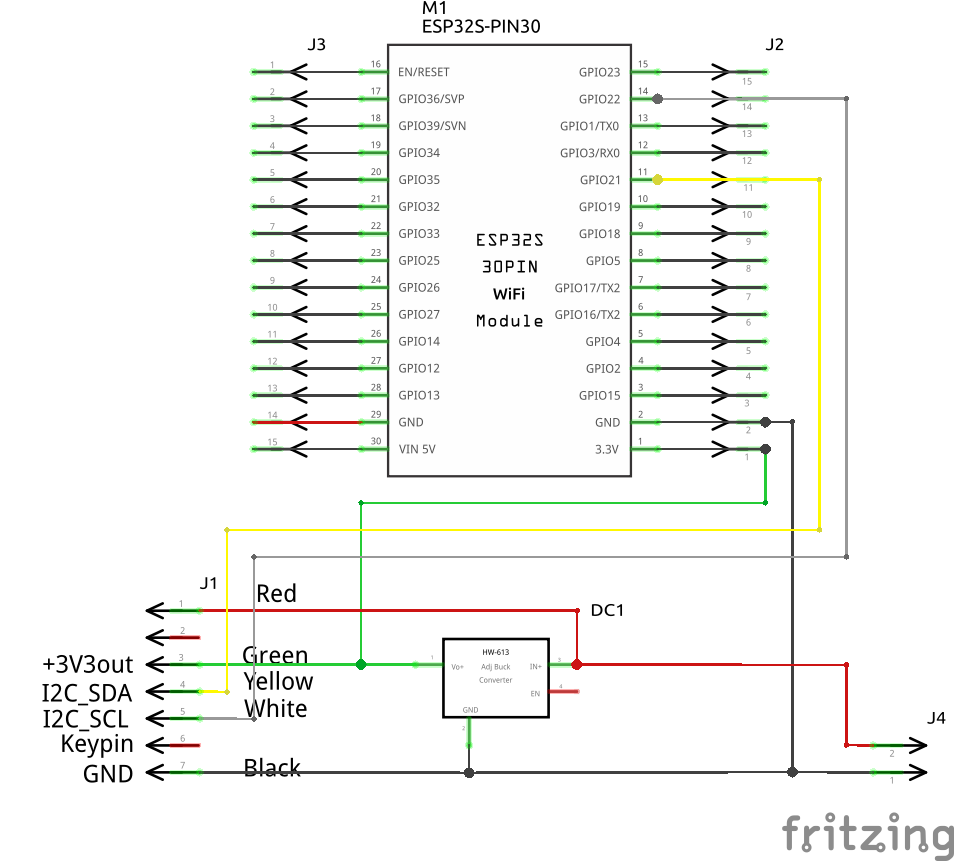 M1
ESP32S-PIN30
J3
J2
1 16 EN/RESET GPIO23 15 15
2 17 GPIO36/SVP GPIO22 14 14
3 18 GPIO39/SVN GPIO1/TX0 13 13
4 19 GPIO34 GPIO3/RX0 12 12
5 20 GPIO35 GPIO21 11 11
6 21 GPIO32 GPIO19 10 10
7 22 GPIO33 GPIO18 9 9
8 23 GPIO25 GPIO5 8 8
9 24 GPIO26 GPIO17/TX2 7 7
10 25 GPIO27 GPIO16/TX2 6 6
11 26 GPIO14 GPIO4 5 5
12 27 GPIO12 GPIO2 4 4
13 28 GPIO13 GPIO15 3 3
14 29 GND GND 2 2
15 30 VIN 5V 3.3V 1 1
ESP32S
30PIN
WiFi
Module
J1
1 Red
2
+3V3out 3 Green
I2C_SDA 4 Yellow
I2C_SCL 5 White
Keypin 6
GND 7 Black
DC1
HW-613
1 Vo+ Adj Buck IN+ 3
Converter
EN 4
GND
2
J4
2
1
fritzing